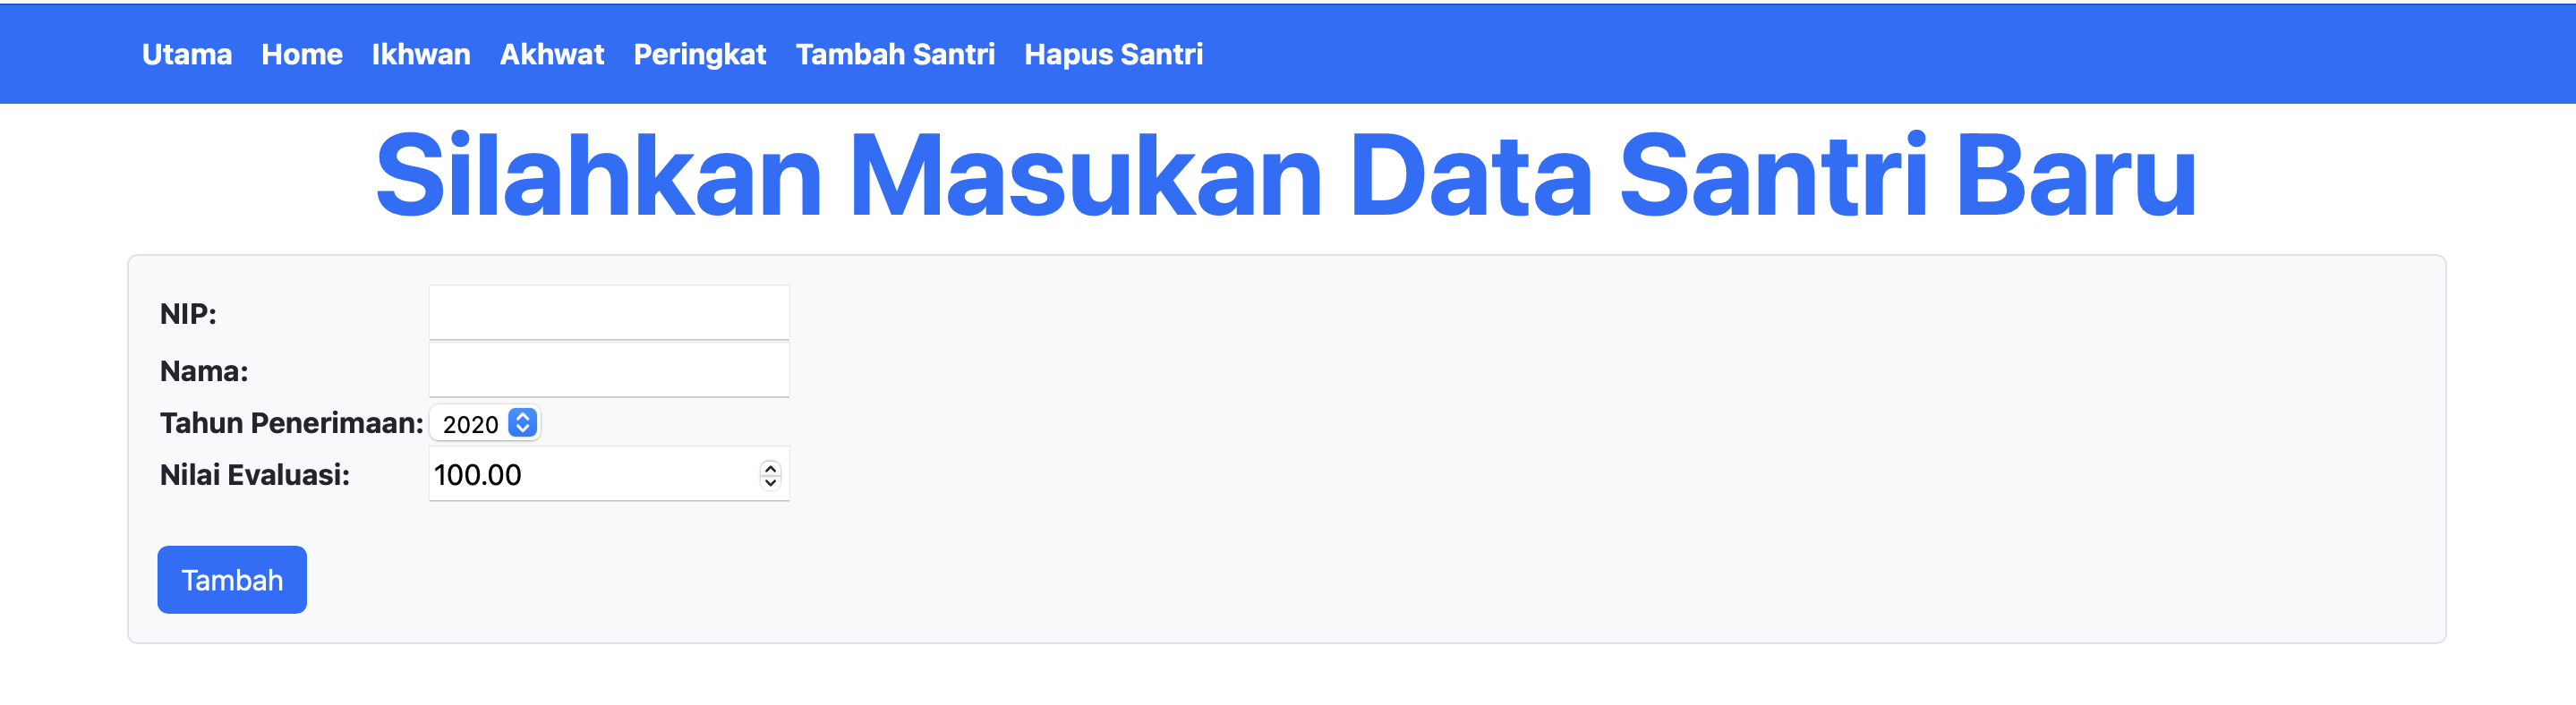 Utama Home Ikhwan Akhwat Peringkat Tambah Santri Hapus Santri
Silahkan Masukan Data Santri Baru
NIP:
Nama:
Tahun Penerimaan: 2020
Nilai Evaluasi: 100.00
Tambah